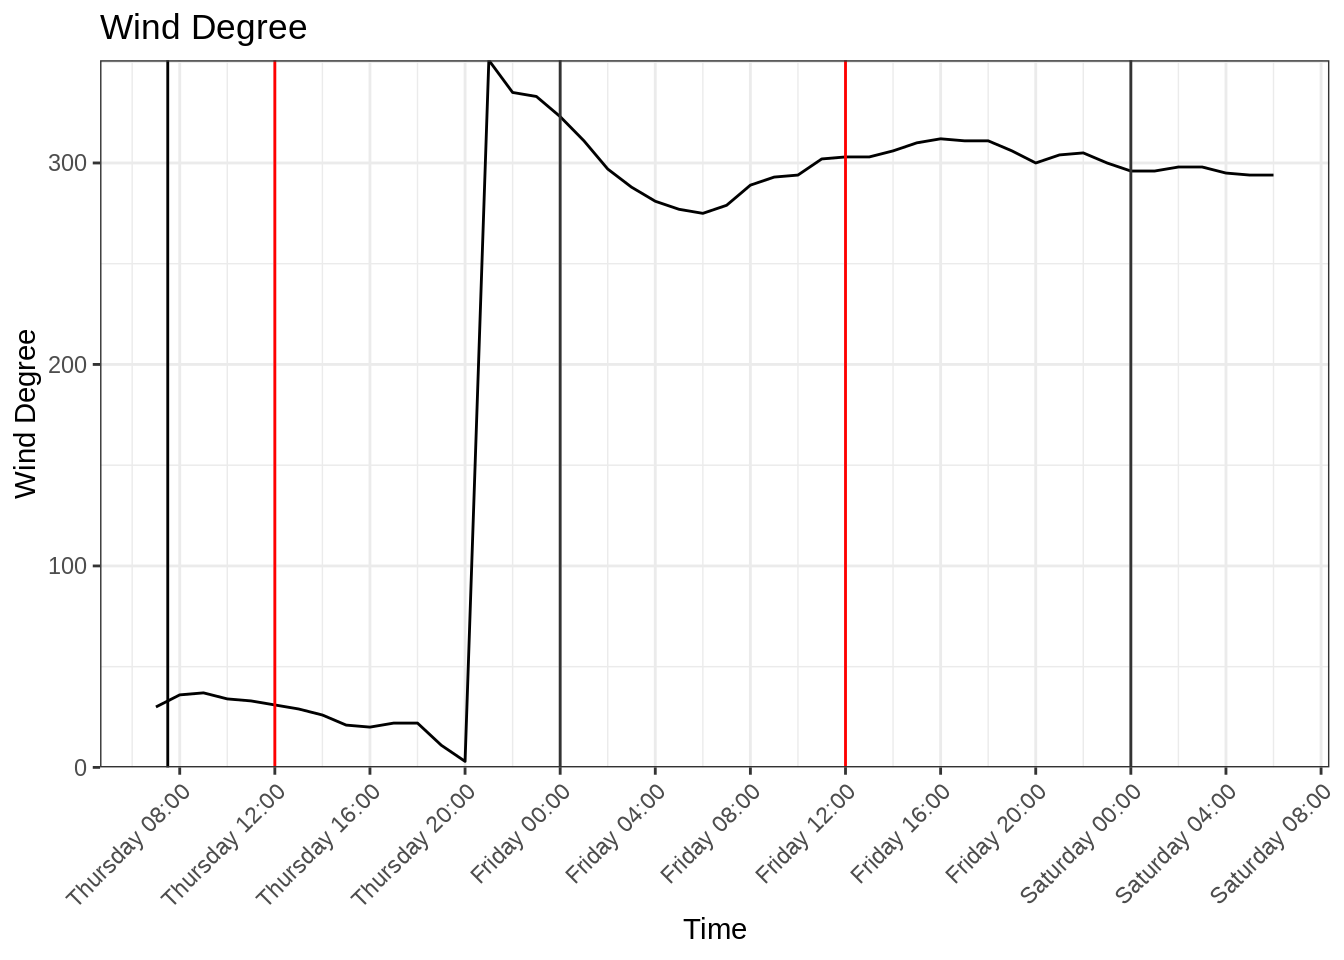 Wind Degree
Wind Degree
300
200
100
0
Thursday 08:00
Thursday 12:00
Thursday 16:00
Thursday 20:00
Friday 00:00
Friday 04:00
Friday 08:00
Friday 12:00
Friday 16:00
Friday 20:00
Saturday 00:00
Saturday 04:00
Saturday 08:00
Time